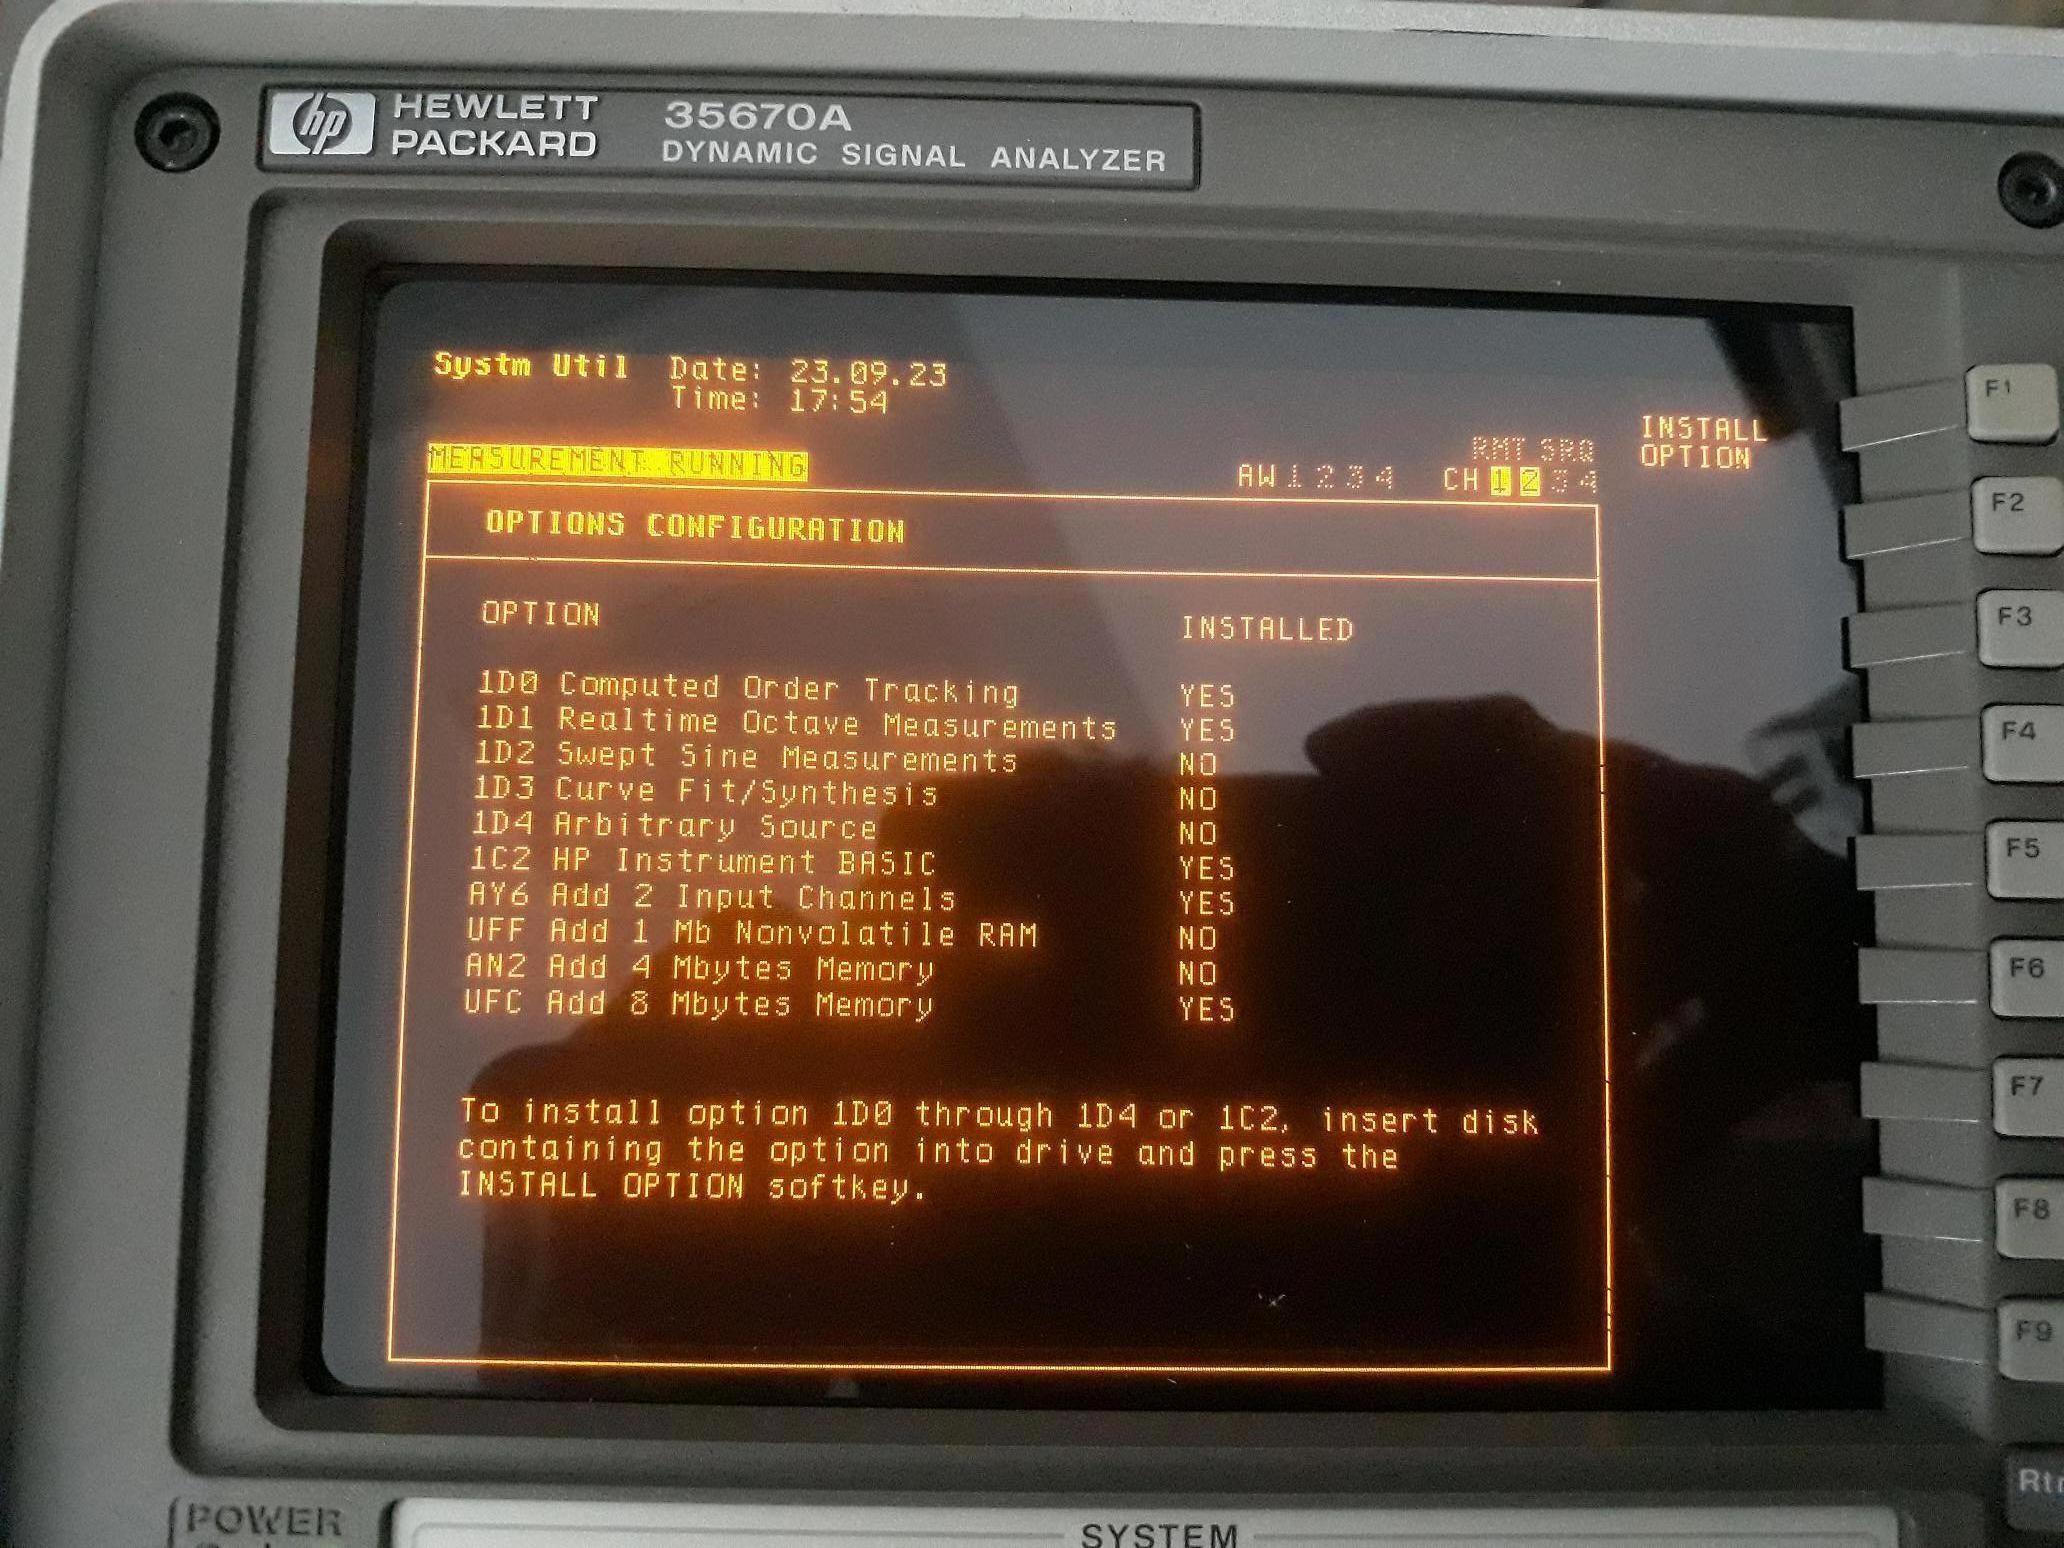 hp HEWLETT PACKARD
35670A
DYNAMIC SIGNAL ANALYZER
Systm Util Date: 23.09.23
Time: 17:54
MEASUREMENT RUNNING
RMT SRQ
AW 1 2 3 4 CH 1 2 3 4
INSTALL
OPTION
OPTIONS CONFIGURATION
OPTION INSTALLED
1D0 Computed Order Tracking YES
1D1 Realtime Octave Measurements YES
1D2 Swept Sine Measurements NO
1D3 Curve Fit/Synthesis NO
1D4 Arbitrary Source NO
1C2 HP Instrument BASIC YES
AY6 Add 2 Input Channels YES
UFF Add 1 Mb Nonvolatile RAM NO
AN2 Add 4 Mbytes Memory NO
UFC Add 8 Mbytes Memory YES
To install option 1D0 through 1D4 or 1C2, insert disk
containing the option into drive and press the
INSTALL OPTION softkey.
F1
F2
F3
F4
F5
F6
F7
F8
F9
POWER
SYSTEM